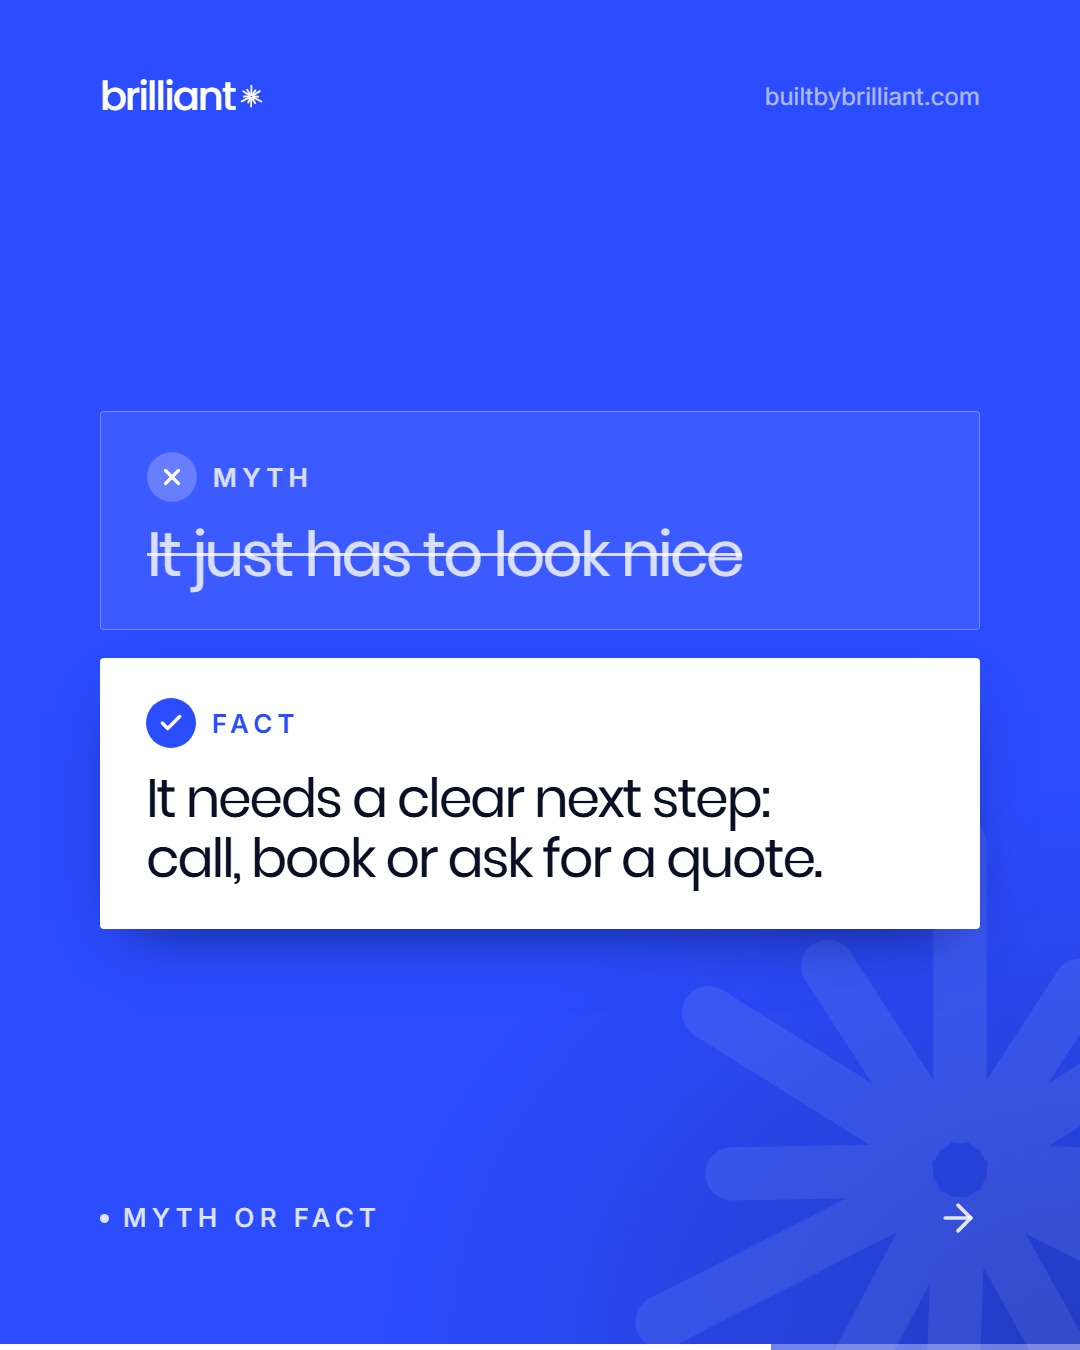 brilliant
builtbybrilliant.com
MYTH
It just has to look nice
FACT
It needs a clear next step:
call, book or ask for a quote.
• MYTH OR FACT